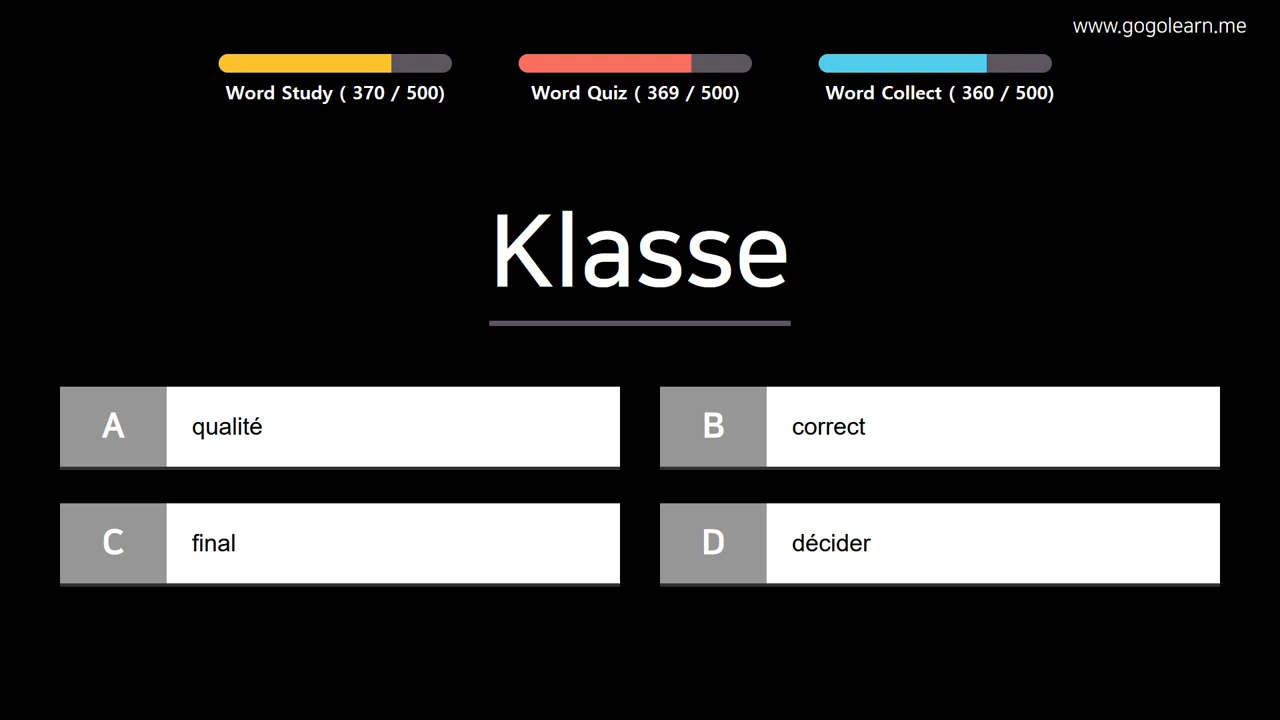 www.gogolearn.me
Word Study ( 370 / 500)
Word Quiz ( 369 / 500)
Word Collect ( 360 / 500)
Klasse
A qualité
B correct
C final
D décider